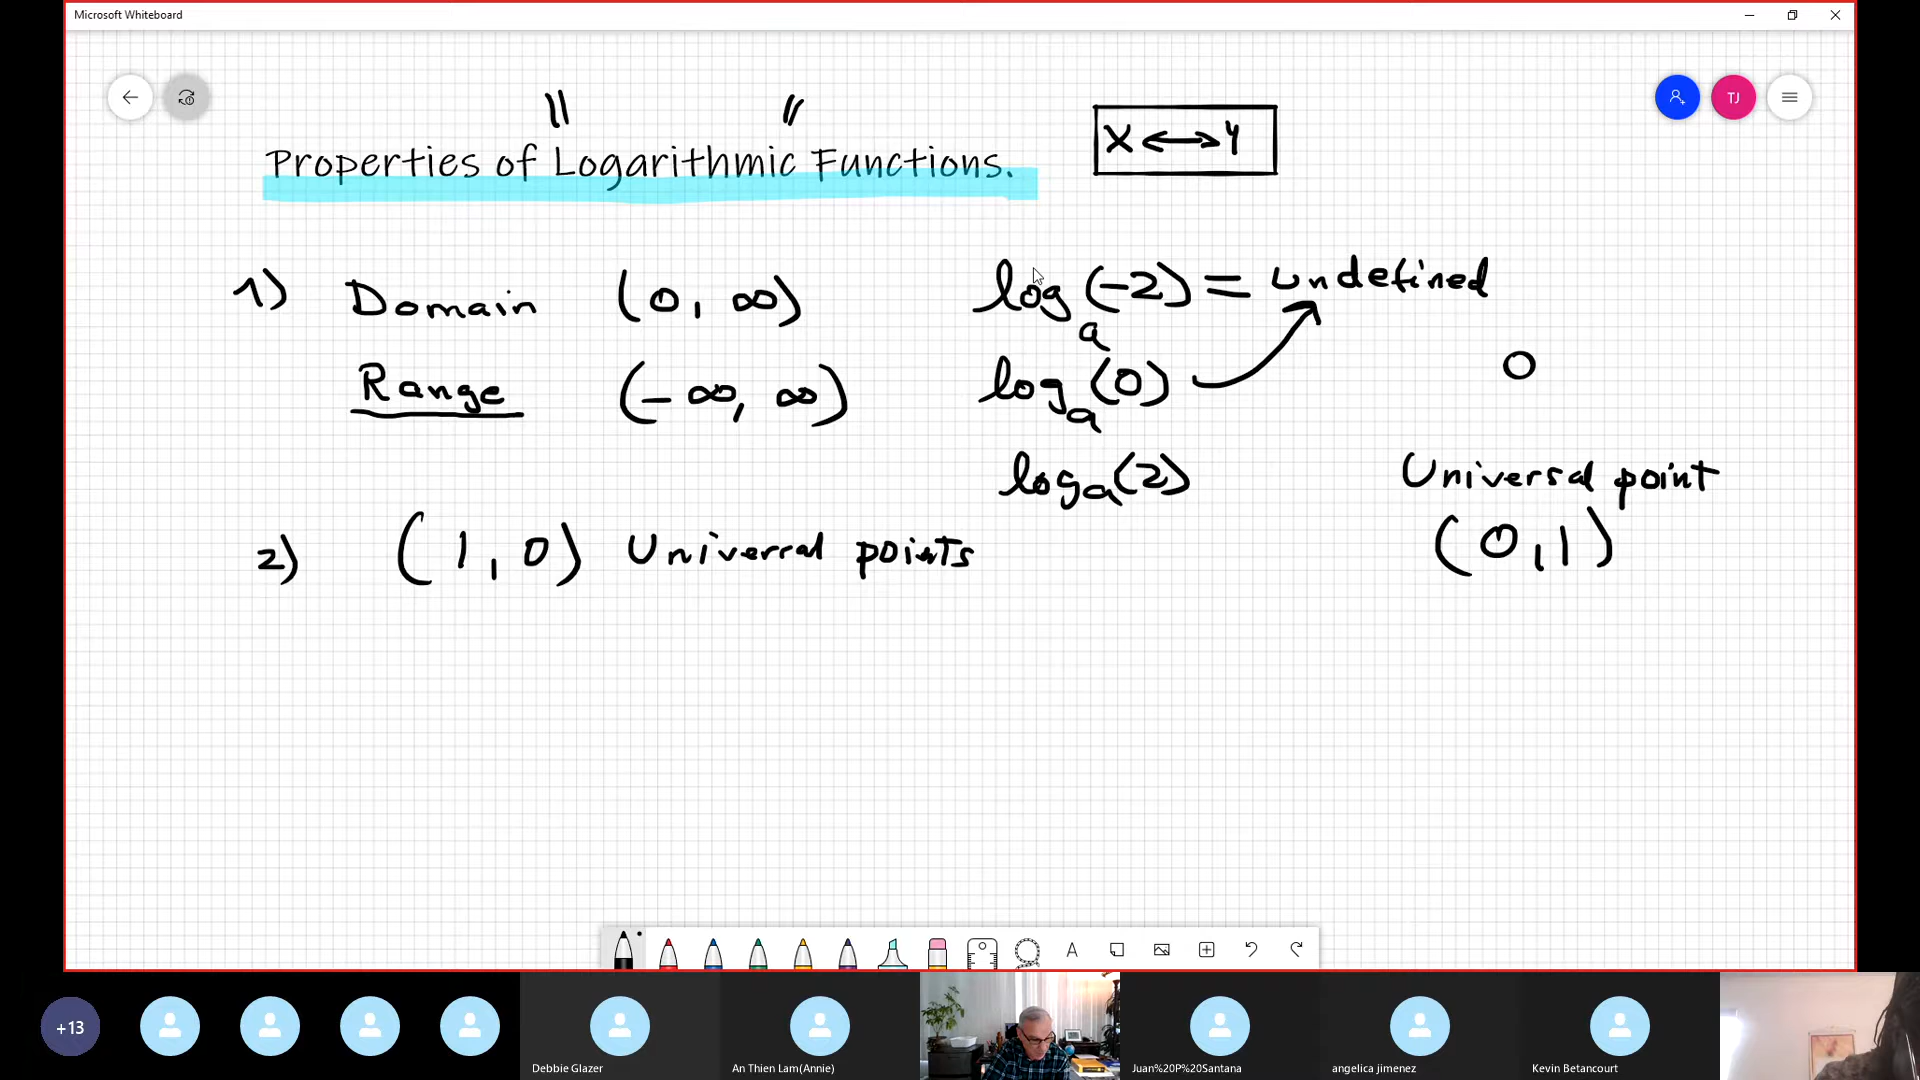 Microsoft Whiteboard
TJ
X ⟷ Y
Properties of Logarithmic Functions.
1) Domain (0, ∞)
log_a (-2) = undefined
Range (-∞, ∞)
log_a (0)
0
log_a (2)
Universal point
(0, 1)
2) (1, 0) Universal points
A
+13
Debbie Glazer
An Thien Lam(Annie)
Juan%20P%20Santana
angelica jimenez
Kevin Betancourt